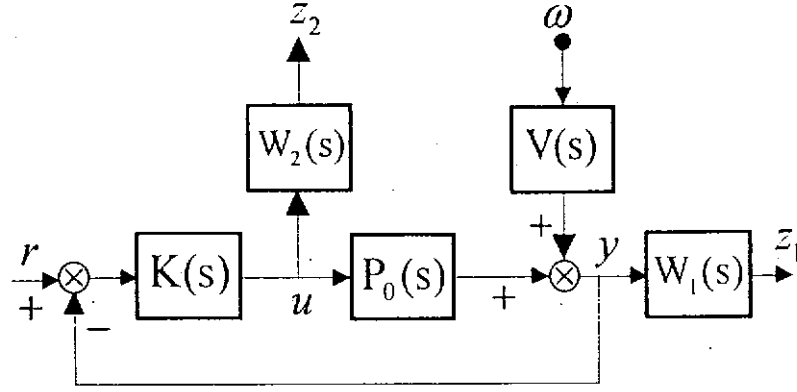 z₂
ω
W₂(s)
V(s)
+
r
K(s)
P₀(s)
y
W₁(s)
z₁
+
−
u
+